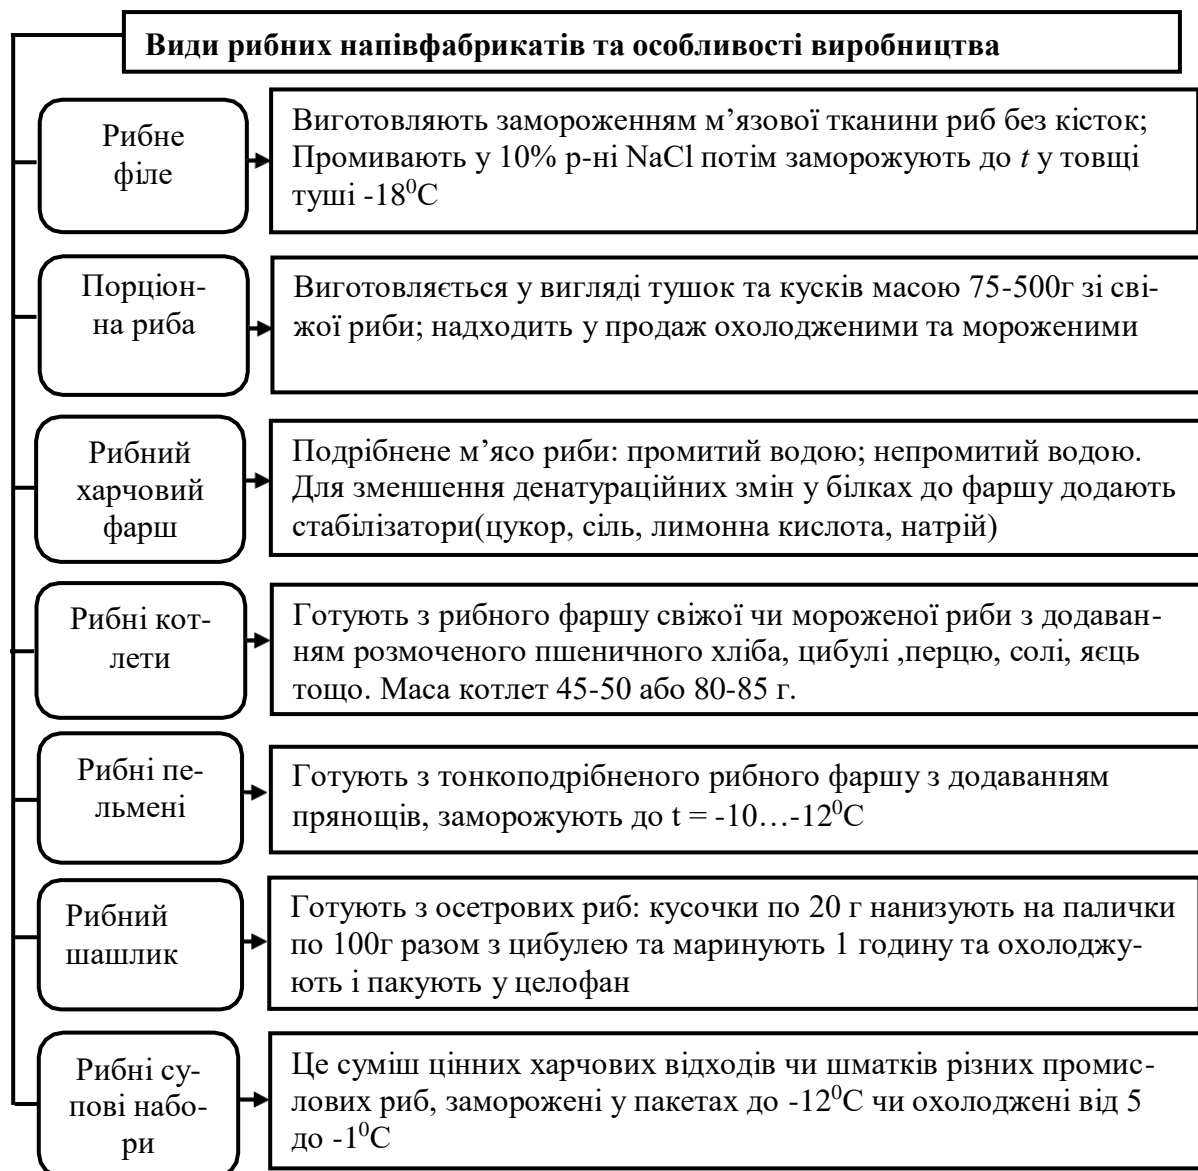 Види рибних напівфабрикатів та особливості виробництва
Рибне
філе
Виготовляють замороженням м’язової тканини риб без кісток;
Промивають у 10% р-ні NaCl потім заморожують до t у товщі
туші -18⁰С
Порціон-
на риба
Виготовляється у вигляді тушок та кусків масою 75-500г зі сві-
жої риби; надходить у продаж охолодженими та мороженими
Рибний
харчовий
фарш
Подрібнене м’ясо риби: промитий водою; непромитий водою.
Для зменшення денатураційних змін у білках до фаршу додають
стабілізатори(цукор, сіль, лимонна кислота, натрій)
Рибні кот-
лети
Готують з рибного фаршу свіжої чи мороженої риби з додаван-
ням розмоченого пшеничного хліба, цибулі ,перцю, солі, яєць
тощо. Маса котлет 45-50 або 80-85 г.
Рибні пе-
льмені
Готують з тонкоподрібненого рибного фаршу з додаванням
прянощів, заморожують до t = -10…-12⁰С
Рибний
шашлик
Готують з осетрових риб: кусочки по 20 г нанизують на палички
по 100г разом з цибулею та маринують 1 годину та охолоджу-
ють і пакують у целофан
Рибні су-
пові набо-
ри
Це суміш цінних харчових відходів чи шматків різних промис-
лових риб, заморожені у пакетах до -12⁰С чи охолоджені від 5
до -1⁰С